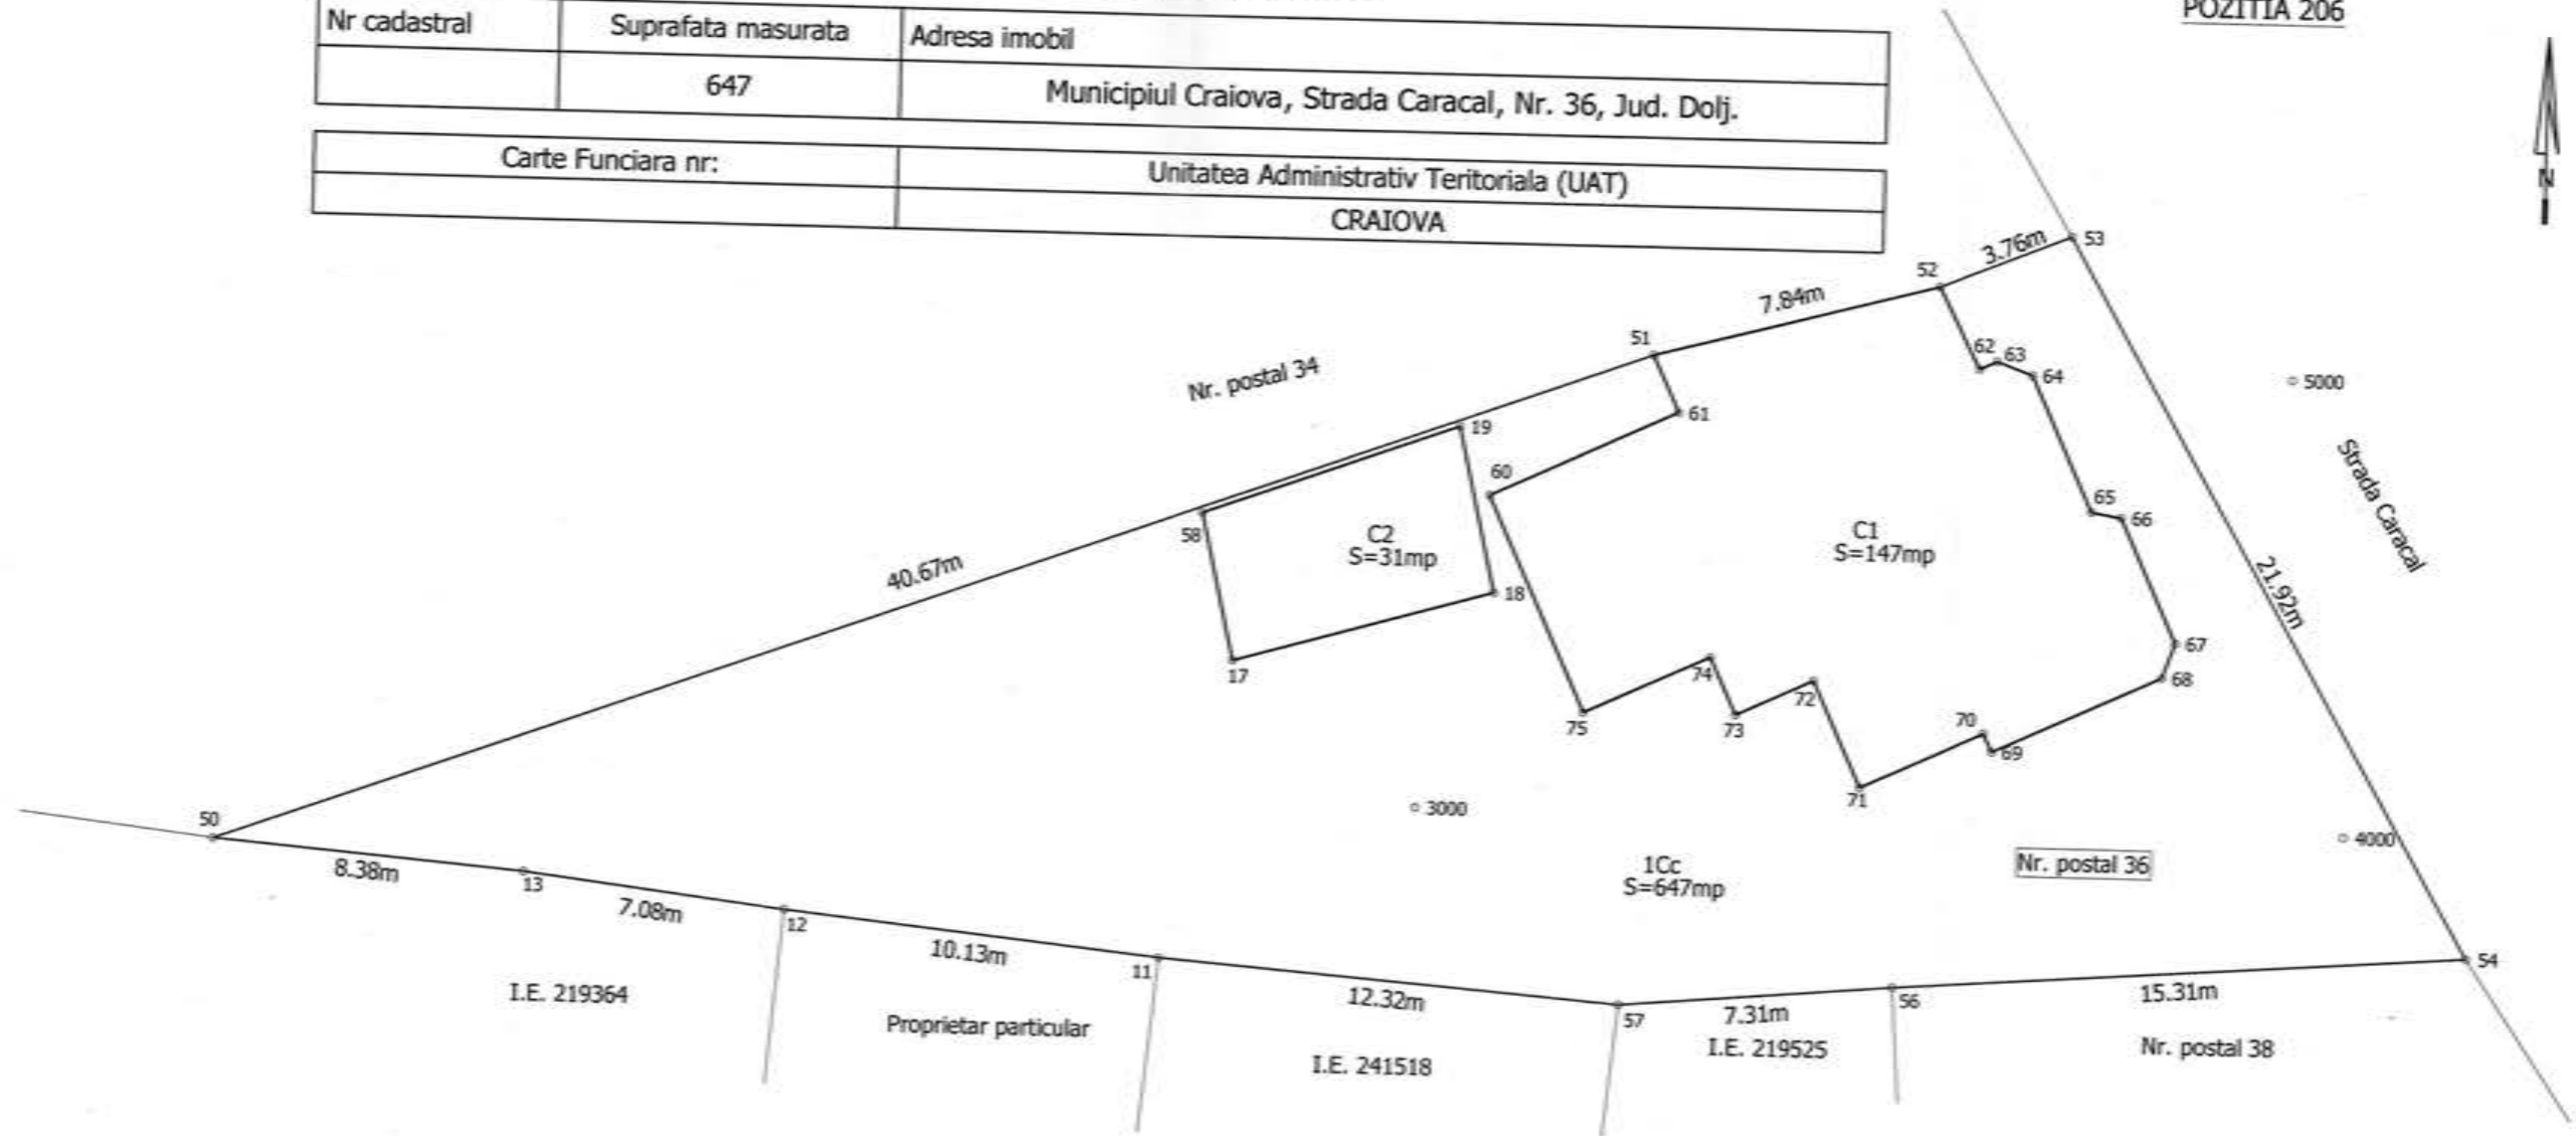 POZITIA 206
Nr cadastral
Suprafata masurata
Adresa imobil
647
Municipiul Craiova, Strada Caracal, Nr. 36, Jud. Dolj.
Carte Funciara nr:
Unitatea Administrativ Teritoriala (UAT)
CRAIOVA
N
53
3.76m
52
7.84m
51
Nr. postal 34
62
63
64
5000
61
19
60
Strada Caracal
65
66
58
C2
S=31mp
C1
S=147mp
40.67m
18
21.92m
67
17
74
68
72
75
73
70
69
71
3000
50
4000
8.38m
13
1Cc
S=647mp
Nr. postal 36
7.08m
12
10.13m
11
54
I.E. 219364
12.32m
15.31m
56
7.31m
57
Proprietar particular
I.E. 219525
Nr. postal 38
I.E. 241518